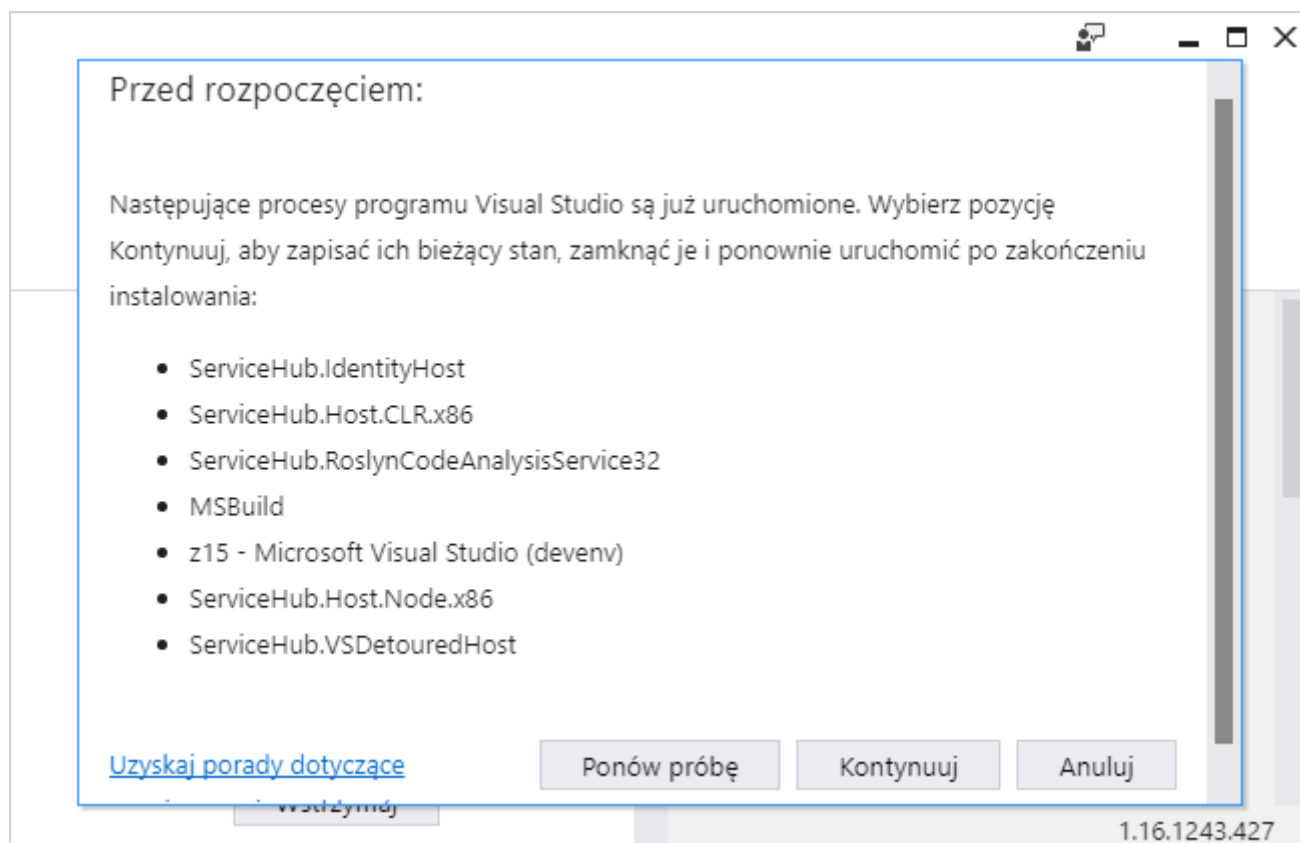 Przed rozpoczęciem:
Następujące procesy programu Visual Studio są już uruchomione. Wybierz pozycję
Kontynuuj, aby zapisać ich bieżący stan, zamknąć je i ponownie uruchomić po zakończeniu
instalowania:
ServiceHub.IdentityHost
ServiceHub.Host.CLR.x86
ServiceHub.RoslynCodeAnalysisService32
MSBuild
z15 - Microsoft Visual Studio (devenv)
ServiceHub.Host.Node.x86
ServiceHub.VSDetouredHost
Uzyskaj porady dotyczące
Ponów próbę
Kontynuuj
Anuluj
Wstrzymaj
1.16.1243.427